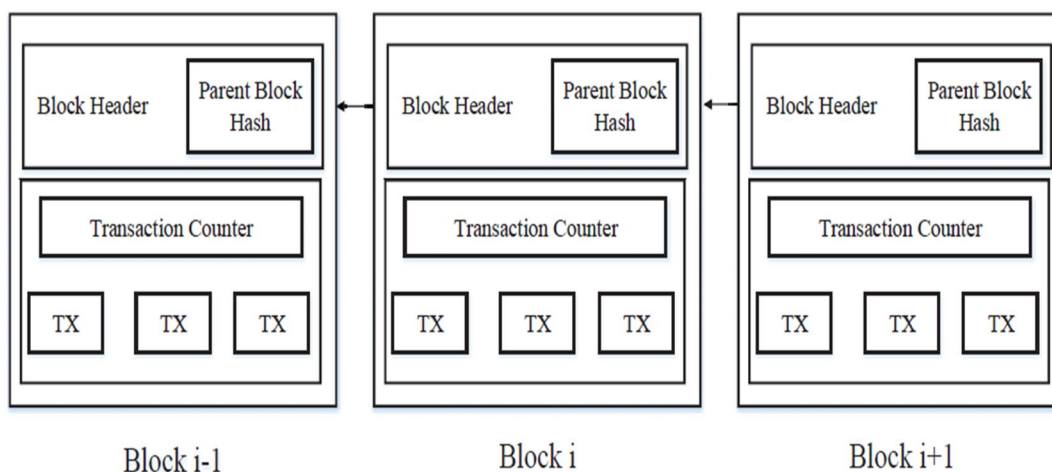 Block Header
Parent Block
Hash
Transaction Counter
TX TX TX
Block i-1
Block Header
Parent Block
Hash
Transaction Counter
TX TX TX
Block i
Block Header
Parent Block
Hash
Transaction Counter
TX TX TX
Block i+1